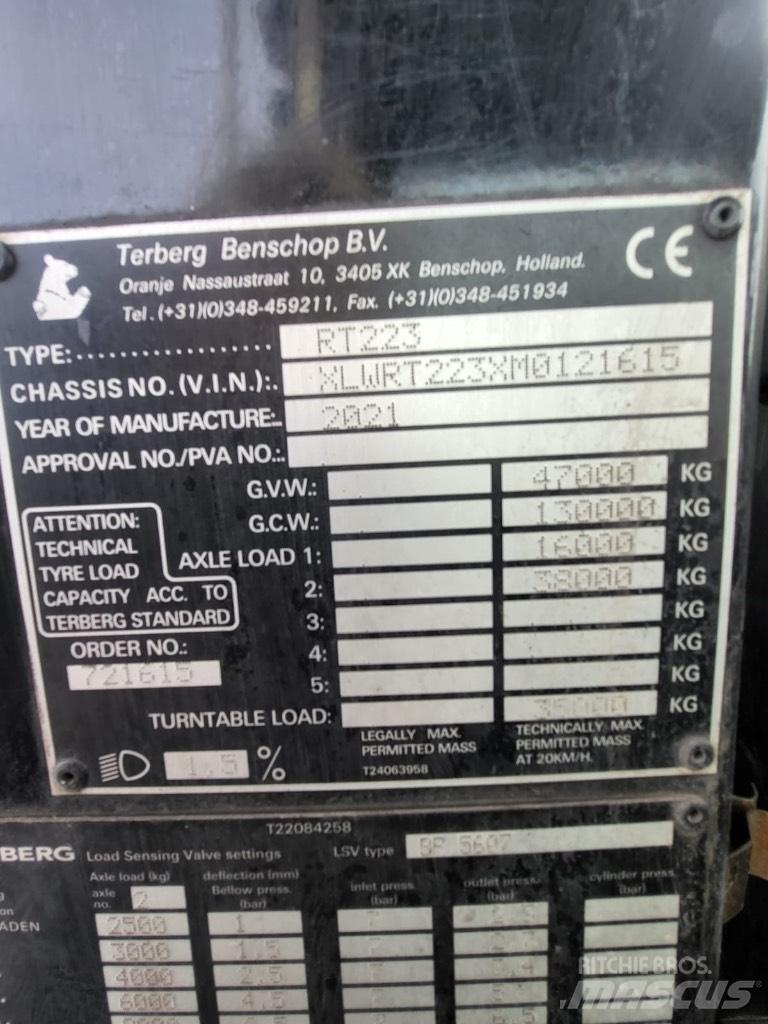 Terberg Benschop B.V.
Oranje Nassaustraat 10, 3405 XK Benschop, Holland.
Tel. (+31)(0)348-459211, Fax. (+31)(0)348-451934
CE
TYPE:.................. RT223
CHASSIS NO. (V.I.N.):. XLWRT223XM0121615
YEAR OF MANUFACTURE:.. 2021
APPROVAL NO./PVA NO.:.
G.V.W.: 47000 KG
G.C.W.: 130000 KG
AXLE LOAD 1: 16000 KG
2: 38000 KG
3: KG
4: KG
5: KG
TURNTABLE LOAD: 35000 KG
ATTENTION:
TECHNICAL
TYRE LOAD
CAPACITY ACC. TO
TERBERG STANDARD
ORDER NO.:
721615
LEGALLY MAX.
PERMITTED MASS
TECHNICALLY MAX.
PERMITTED MASS
AT 20KM/H.
T24063958
1.5 %
T22084258
BERG Load Sensing Valve settings LSV type BF 5607
Axle load (kg) deflection (mm) inlet press. outlet press. cylinder press.
axle no. 2 Bellow press. (bar) (bar) (bar) (bar)
ADEN
2500 1
3000 1.5
4000 2.5
6000 4.5
RITCHIE BROS.
MASCUS